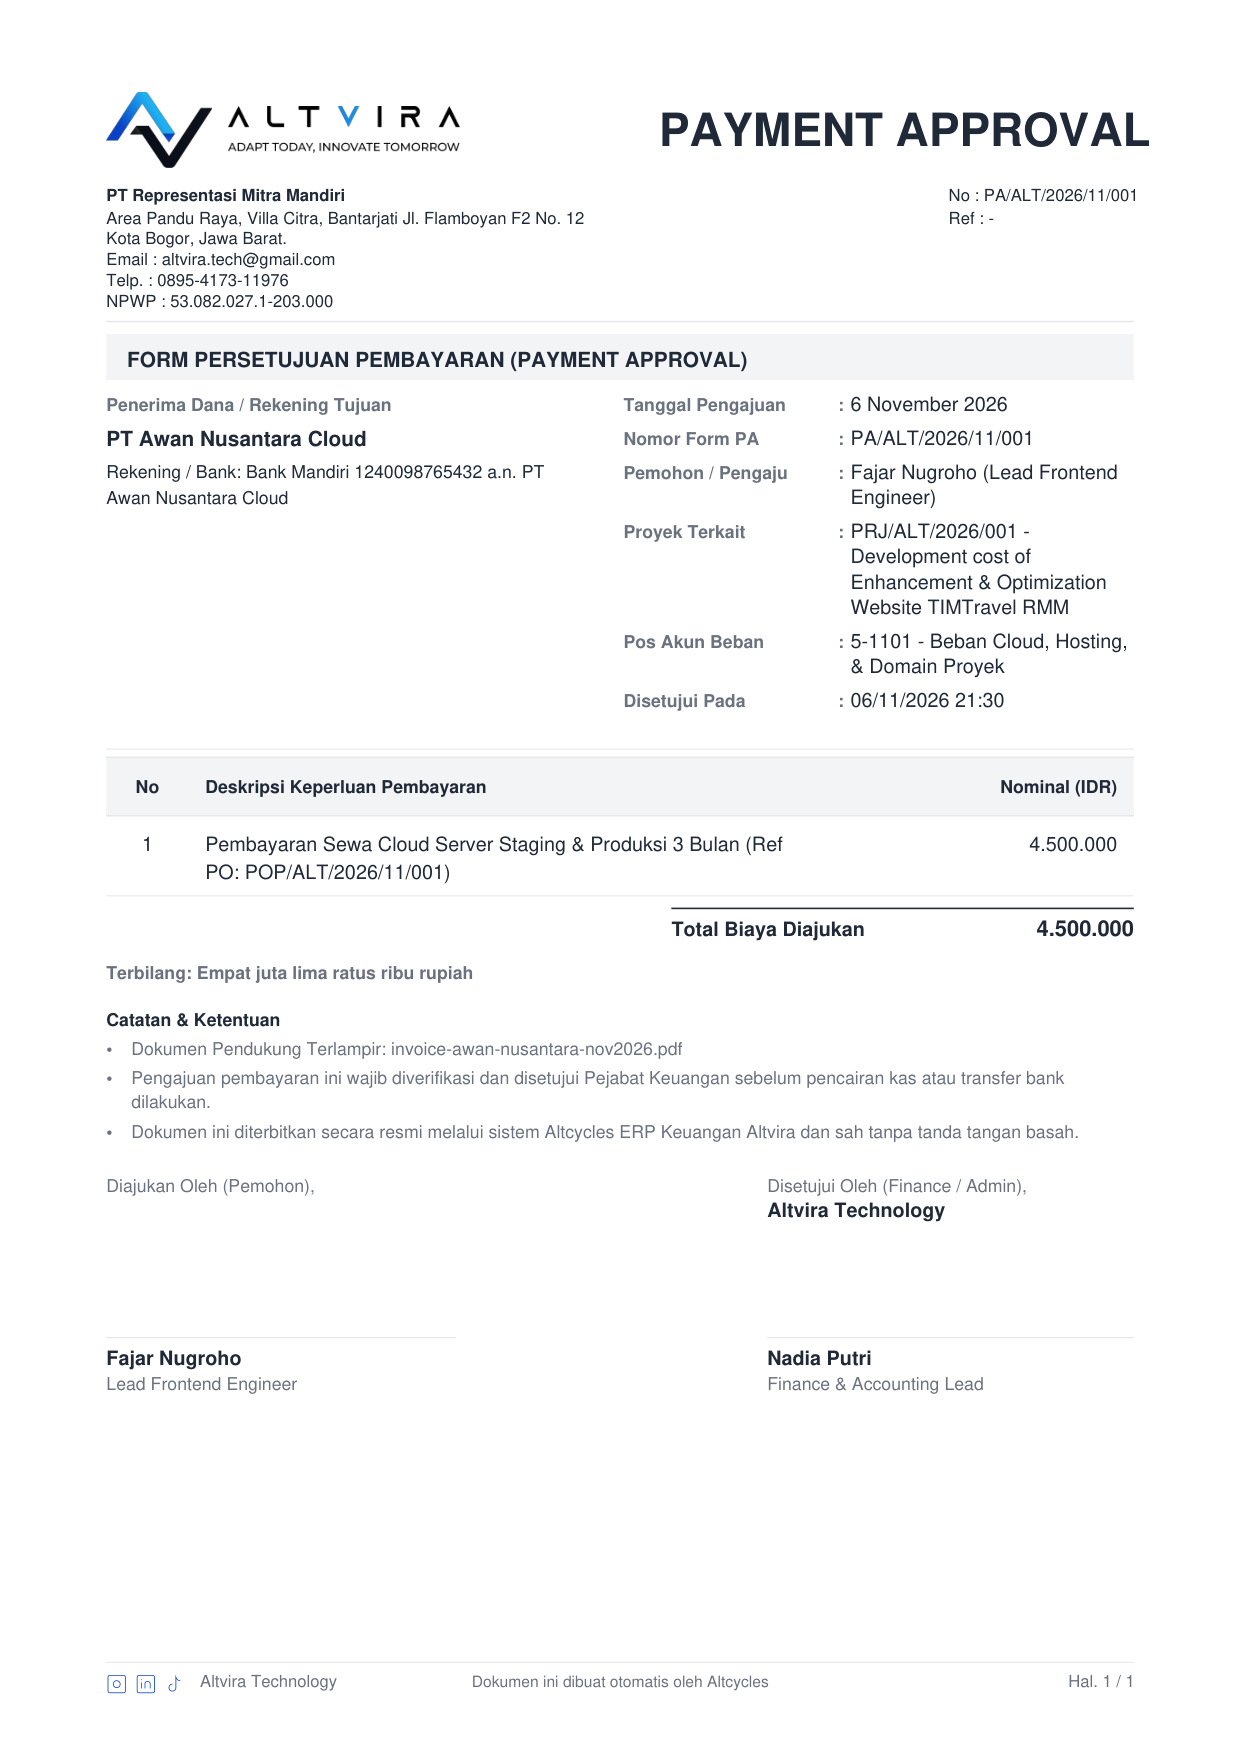 ALTVIRA
ADAPT TODAY, INNOVATE TOMORROW
PAYMENT APPROVAL
PT Representasi Mitra Mandiri
Area Pandu Raya, Villa Citra, Bantarjati Jl. Flamboyan F2 No. 12
Kota Bogor, Jawa Barat.
Email : altvira.tech@gmail.com
Telp. : 0895-4173-11976
NPWP : 53.082.027.1-203.000
No : PA/ALT/2026/11/001
Ref : -
FORM PERSETUJUAN PEMBAYARAN (PAYMENT APPROVAL)
Penerima Dana / Rekening Tujuan
PT Awan Nusantara Cloud
Rekening / Bank: Bank Mandiri 1240098765432 a.n. PT
Awan Nusantara Cloud
Tanggal Pengajuan : 6 November 2026
Nomor Form PA : PA/ALT/2026/11/001
Pemohon / Pengaju : Fajar Nugroho (Lead Frontend
Engineer)
Proyek Terkait : PRJ/ALT/2026/001 -
Development cost of
Enhancement & Optimization
Website TIMTravel RMM
Pos Akun Beban : 5-1101 - Beban Cloud, Hosting,
& Domain Proyek
Disetujui Pada : 06/11/2026 21:30
No Deskripsi Keperluan Pembayaran Nominal (IDR)
1 Pembayaran Sewa Cloud Server Staging & Produksi 3 Bulan (Ref 4.500.000
PO: POP/ALT/2026/11/001)
Total Biaya Diajukan 4.500.000
Terbilang: Empat juta lima ratus ribu rupiah
Catatan & Ketentuan
• Dokumen Pendukung Terlampir: invoice-awan-nusantara-nov2026.pdf
• Pengajuan pembayaran ini wajib diverifikasi dan disetujui Pejabat Keuangan sebelum pencairan kas atau transfer bank
dilakukan.
• Dokumen ini diterbitkan secara resmi melalui sistem Altcycles ERP Keuangan Altvira dan sah tanpa tanda tangan basah.
Diajukan Oleh (Pemohon),
Disetujui Oleh (Finance / Admin),
Altvira Technology
Fajar Nugroho
Lead Frontend Engineer
Nadia Putri
Finance & Accounting Lead
Altvira Technology Dokumen ini dibuat otomatis oleh Altcycles Hal. 1 / 1